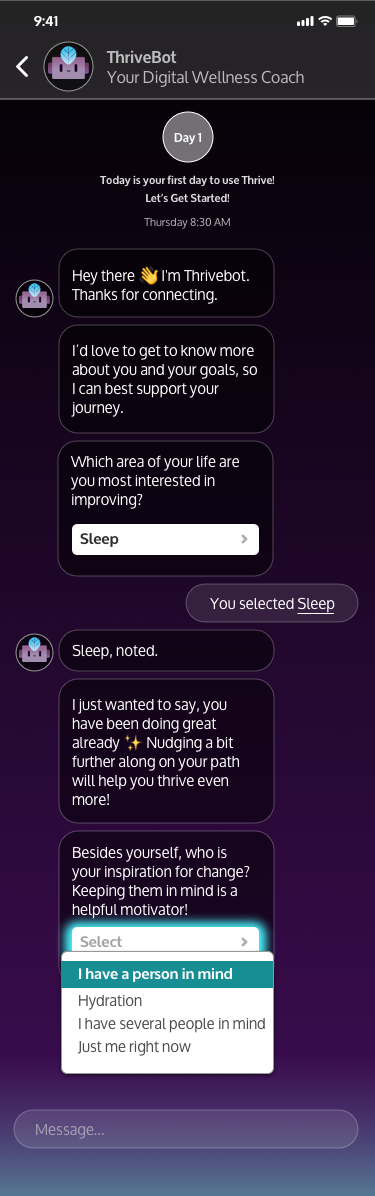 9:41
ThriveBot
Your Digital Wellness Coach
Day 1
Today is your first day to use Thrive!
Let's Get Started!
Thursday 8:30 AM
Hey there 👋 I'm Thrivebot.
Thanks for connecting.
I'd love to get to know more
about you and your goals, so
I can best support your
journey.
Which area of your life are
you most interested in
improving?
Sleep
You selected Sleep
Sleep, noted.
I just wanted to say, you
have been doing great
already ✨ Nudging a bit
further along on your path
will help you thrive even
more!
Besides yourself, who is
your inspiration for change?
Keeping them in mind is a
helpful motivator!
Select
I have a person in mind
Hydration
I have several people in mind
Just me right now
Message...